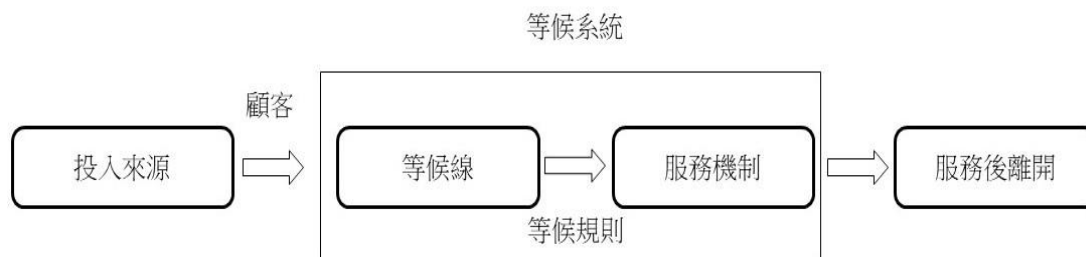 等候系統
顧客
投入來源
等候線
服務機制
服務後離開
等候規則